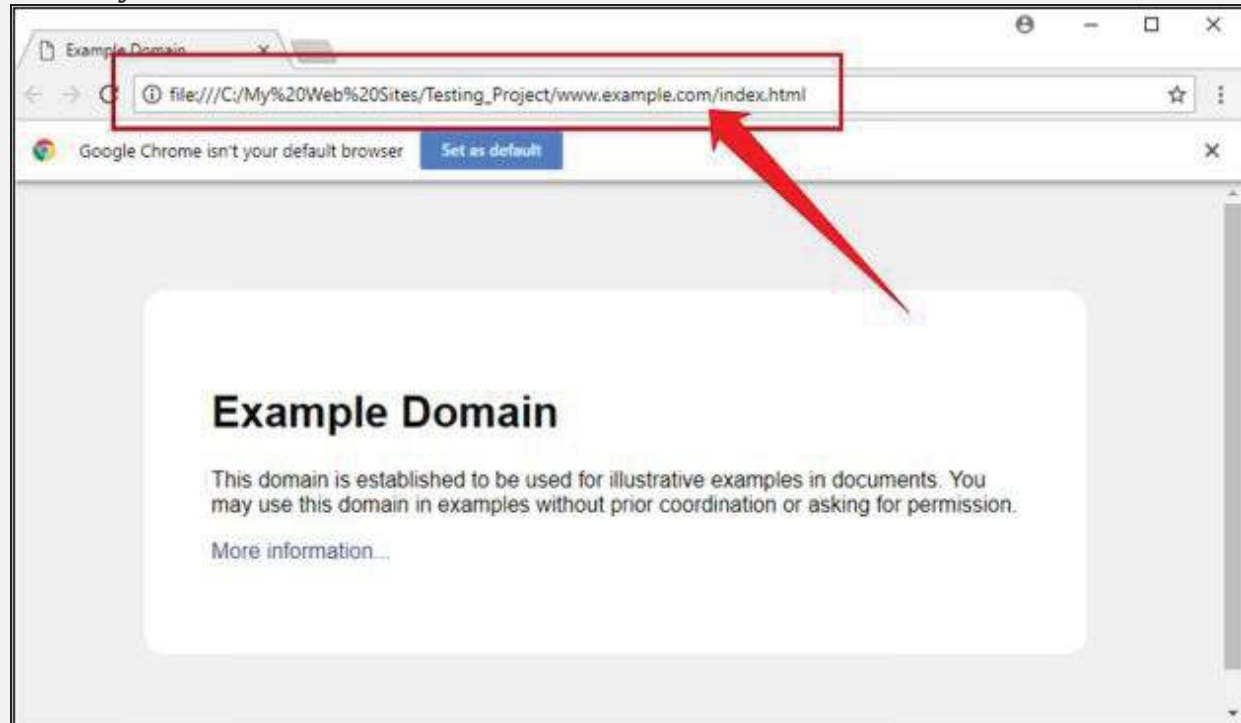 Example Domain
file:///C:/My%20Web%20Sites/Testing_Project/www.example.com/index.html
Google Chrome isn't your default browser Set as default
Example Domain
This domain is established to be used for illustrative examples in documents. You
may use this domain in examples without prior coordination or asking for permission.
More information...